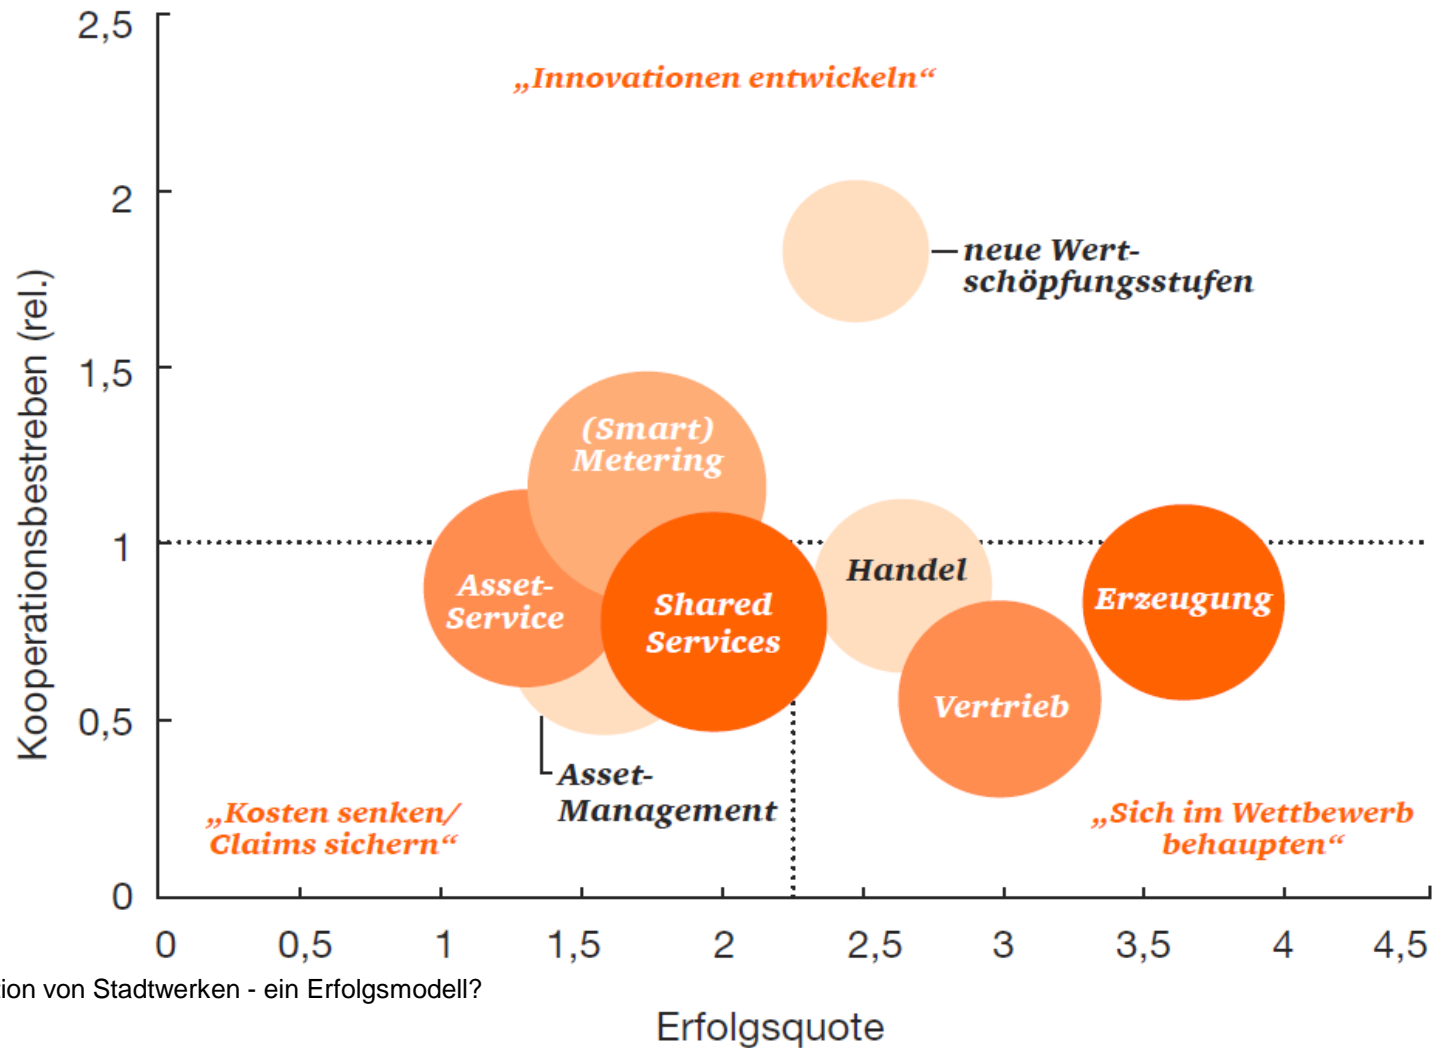 2,5
„Innovationen entwickeln“
2
neue Wert-
schöpfungsstufen
Kooperationsbestreben (rel.)
1,5
(Smart)
Metering
1
Handel
Asset-
Service
Shared
Services
Erzeugung
Vertrieb
0,5
Asset-
Management
„Kosten senken/
Claims sichern“
„Sich im Wettbewerb
behaupten“
0
0 0,5 1 1,5 2 2,5 3 3,5 4 4,5
tion von Stadtwerken - ein Erfolgsmodell?
Erfolgsquote